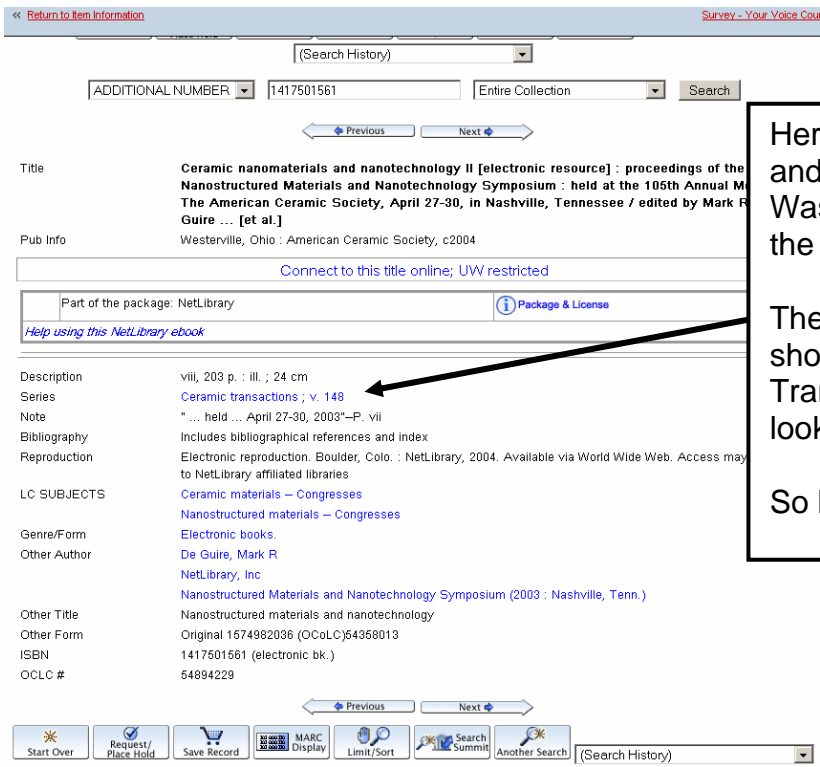 « Return to Item Information
Survey - Your Voice Cou
(Search History)
ADDITIONAL NUMBER 1417501561 Entire Collection Search
Previous Next
Title Ceramic nanomaterials and nanotechnology II [electronic resource] : proceedings of the
Nanostructured Materials and Nanotechnology Symposium : held at the 105th Annual
The American Ceramic Society, April 27-30, in Nashville, Tennessee / edited by Mark R
Guire ... [et al.]
Pub Info Westerville, Ohio : American Ceramic Society, c2004
Connect to this title online; UW restricted
Part of the package: NetLibrary Package & License
Help using this NetLibrary ebook
Description viii, 203 p. : ill. ; 24 cm
Series Ceramic transactions ; v. 148
Note " ... held ... April 27-30, 2003"–P. vii
Bibliography Includes bibliographical references and index
Reproduction Electronic reproduction. Boulder, Colo. : NetLibrary, 2004. Available via World Wide Web. Access may
to NetLibrary affiliated libraries
LC SUBJECTS Ceramic materials – Congresses
Nanostructured materials – Congresses
Genre/Form Electronic books.
Other Author De Guire, Mark R
NetLibrary, Inc
Nanostructured Materials and Nanotechnology Symposium (2003 : Nashville, Tenn.)
Other Title Nanostructured materials and nanotechnology
Other Form Original 1574982036 (OCoLC)54358013
ISBN 1417501561 (electronic bk.)
OCLC # 54894229
Previous Next
Start Over Request/ Place Hold Save Record MARC Display Limit/Sort Search Summit Another Search (Search History)
Her
and
Was
the
The
sho
Tra
look
So